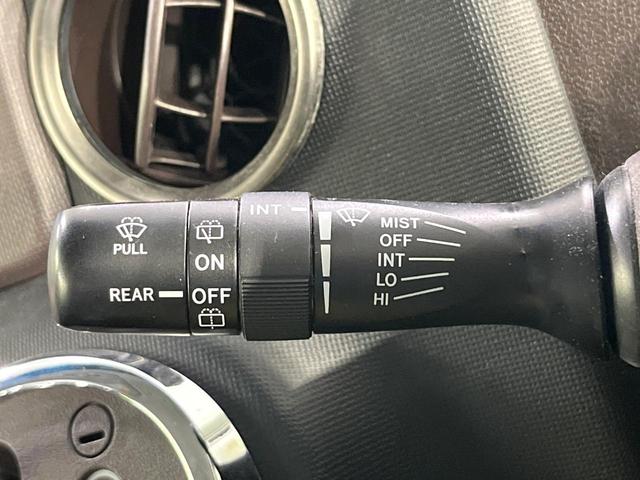 PULL
REAR
ON
OFF
INT
MIST
OFF
INT
LO
HI